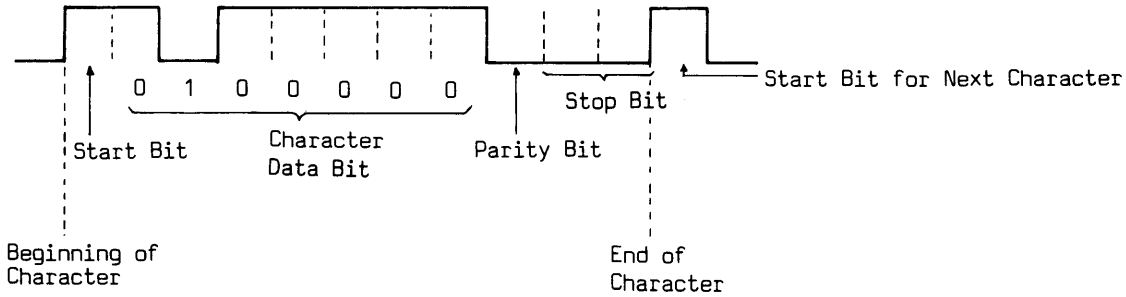 0 1 0 0 0 0 0
Start Bit for Next Character
Stop Bit
Start Bit
Character
Data Bit
Parity Bit
Beginning of
Character
End of
Character